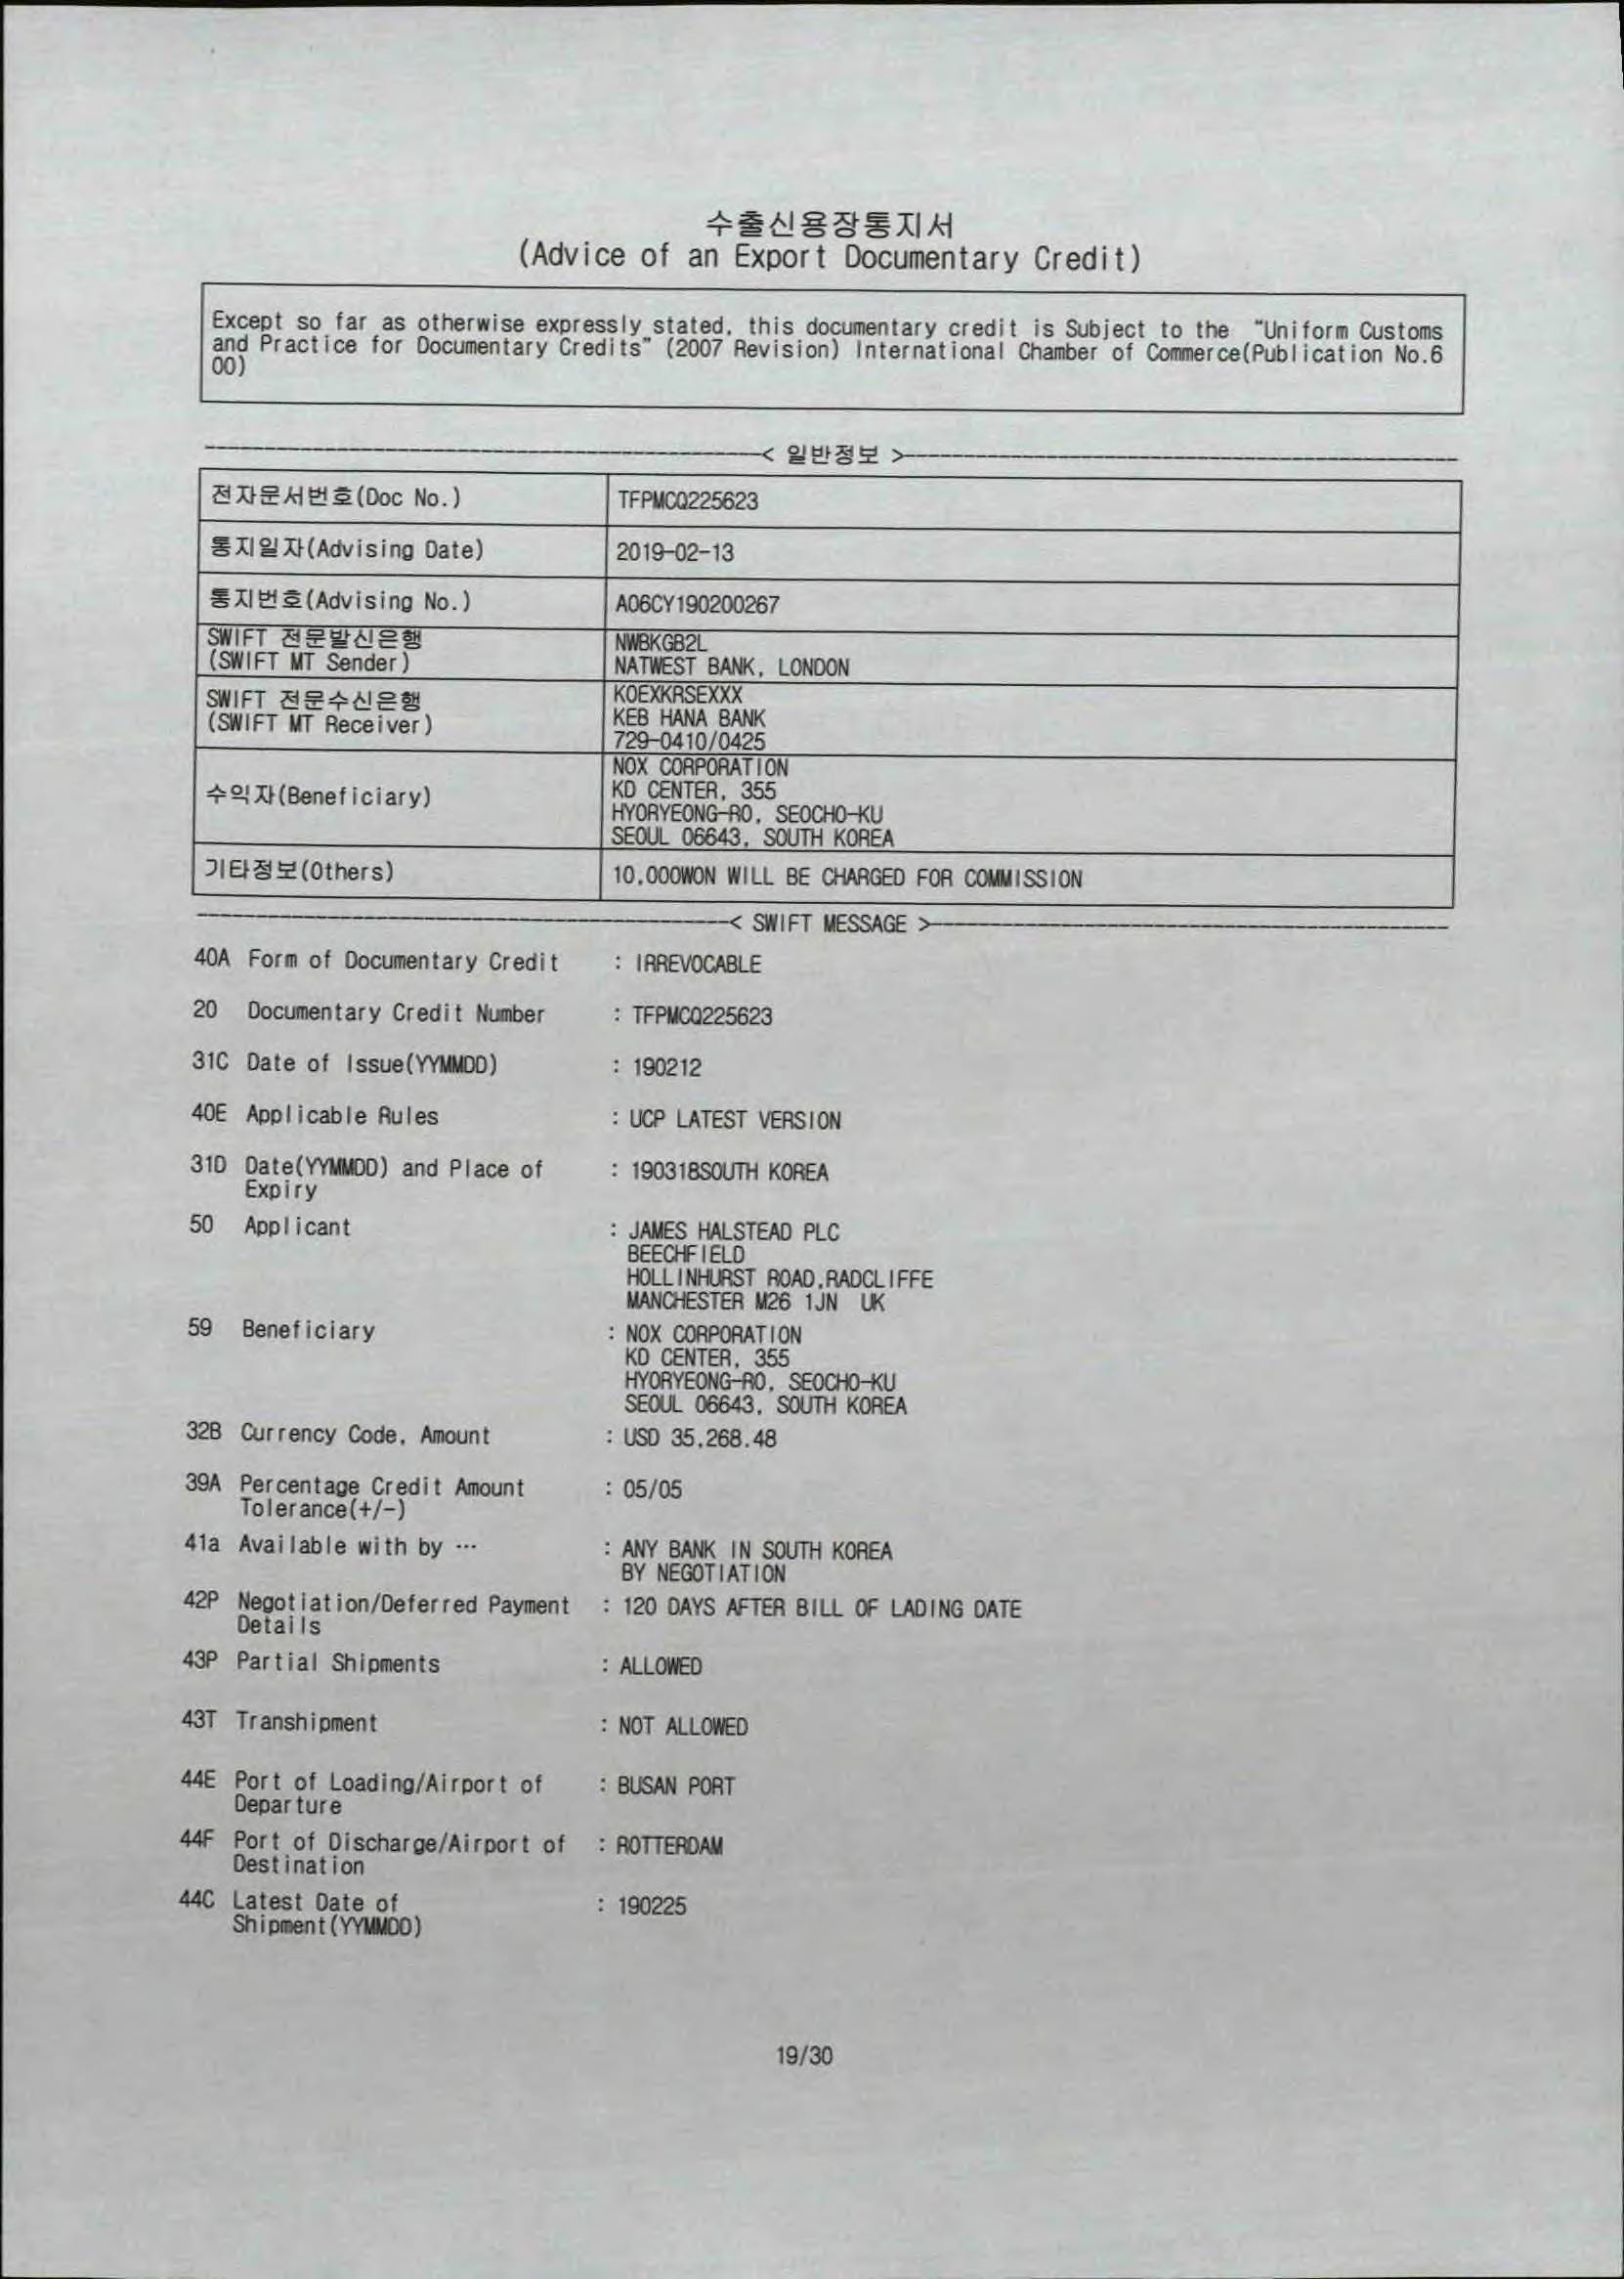 수출신용장통지서
(Advice of an Export Documentary Credit)
Except so far as otherwise expressly stated, this documentary credit is Subject to the "Uniform Customs
and Practice for Documentary Credits" (2007 Revision) International Chamber of Commerce(Publication No.6
00)
< 일반정보 >
전자문서번호(Doc No.) TFPMCQ225623
통지일자(Advising Date) 2019-02-13
통지번호(Advising No.) A06CY190200267
SWIFT 전문발신은행 NWBKGB2L
(SWIFT MT Sender) NATWEST BANK, LONDON
SWIFT 전문수신은행 KOEXKRSEXXX
(SWIFT MT Receiver) KEB HANA BANK
729-0410/0425
NOX CORPORATION
수익자(Beneficiary) KD CENTER, 355
HYORYEONG-RO, SEOCHO-KU
SEOUL 06643, SOUTH KOREA
기타정보(Others) 10,000WON WILL BE CHARGED FOR COMMISSION
< SWIFT MESSAGE >
40A Form of Documentary Credit : IRREVOCABLE
20 Documentary Credit Number : TFPMCQ225623
31C Date of Issue(YYMMDD) : 190212
40E Applicable Rules : UCP LATEST VERSION
31D Date(YYMMDD) and Place of : 190318SOUTH KOREA
Expiry
50 Applicant : JAMES HALSTEAD PLC
BEECHFIELD
HOLLINHURST ROAD,RADCLIFFE
MANCHESTER M26 1JN UK
59 Beneficiary : NOX CORPORATION
KD CENTER, 355
HYORYEONG-RO, SEOCHO-KU
SEOUL 06643, SOUTH KOREA
32B Currency Code, Amount : USD 35,268.48
39A Percentage Credit Amount : 05/05
Tolerance(+/-)
41a Available with by ··· : ANY BANK IN SOUTH KOREA
BY NEGOTIATION
42P Negotiation/Deferred Payment : 120 DAYS AFTER BILL OF LADING DATE
Details
43P Partial Shipments : ALLOWED
43T Transhipment : NOT ALLOWED
44E Port of Loading/Airport of : BUSAN PORT
Departure
44F Port of Discharge/Airport of : ROTTERDAM
Destination
44C Latest Date of : 190225
Shipment(YYMMDD)
19/30